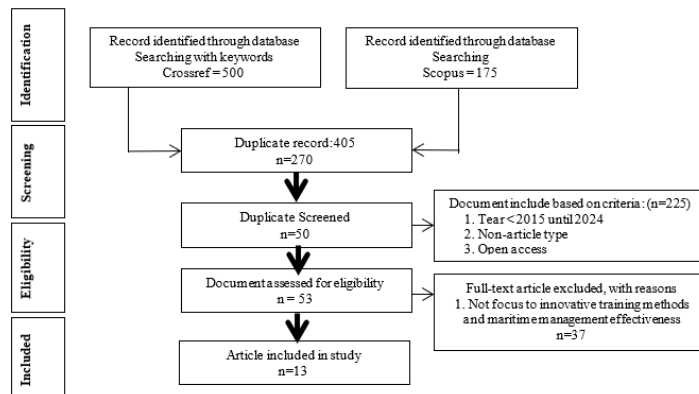 Identification
Record identified through database
Searching with keywords
Crossref = 500
Record identified through database
Searching
Scopus = 175
Screening
Duplicate record:405
n=270
Duplicate Screened
n=50
Document include based on criteria: (n=225)
1. Tear <2015 until 2024
2. Non-article type
3. Open access
Eligibility
Document assessed for eligibility
n = 53
Full-text article excluded, with reasons
1. Not focus to innovative training methods
and maritime management effectiveness
n=37
Included
Article included in study
n=13